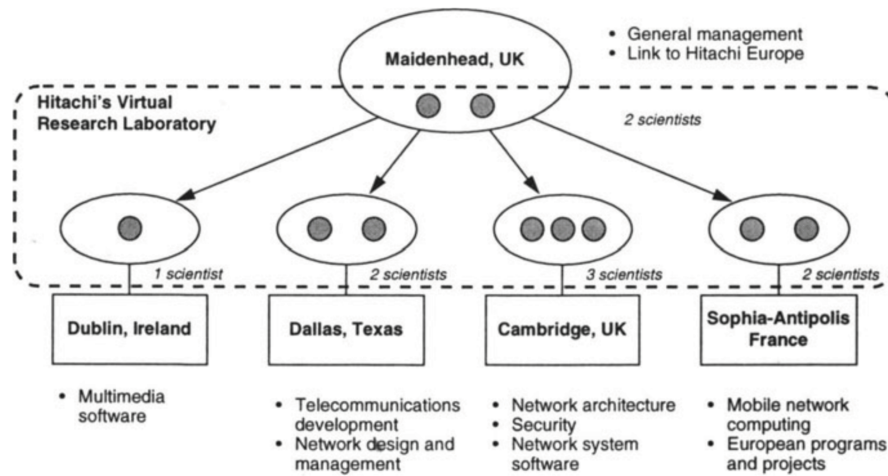 • General management
• Link to Hitachi Europe
Maidenhead, UK
Hitachi's Virtual
Research Laboratory
2 scientists
1 scientist
2 scientists
3 scientists
2 scientists
Dublin, Ireland
Dallas, Texas
Cambridge, UK
Sophia-Antipolis
France
• Multimedia
software
• Telecommunications
development
• Network design and
management
• Network architecture
• Security
• Network system
software
• Mobile network
computing
• European programs
and projects